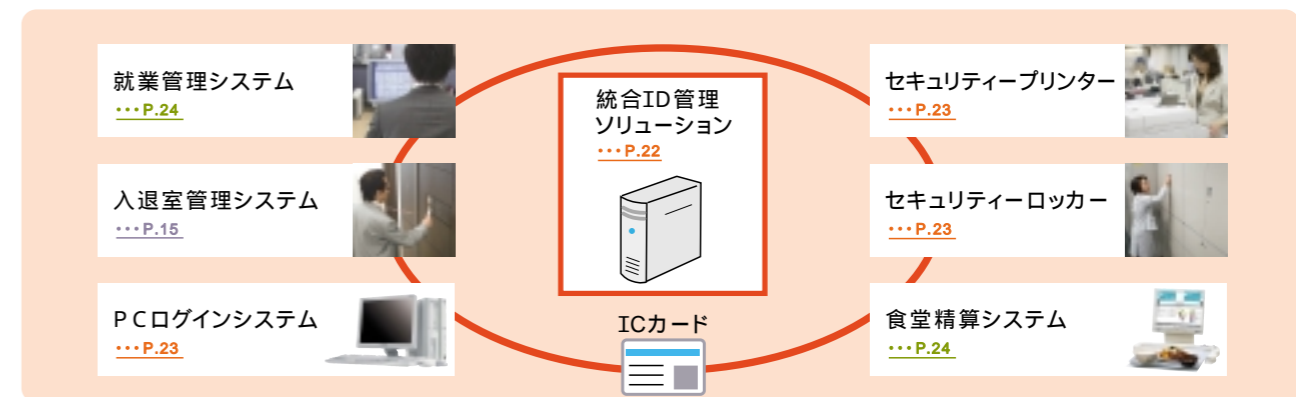 就業管理システム
･･･P.24
入退室管理システム
･･･P.15
PCログインシステム
･･･P.23
統合ID管理
ソリューション
･･･P.22
ICカード
セキュリティープリンター
･･･P.23
セキュリティーロッカー
･･･P.23
食堂精算システム
･･･P.24